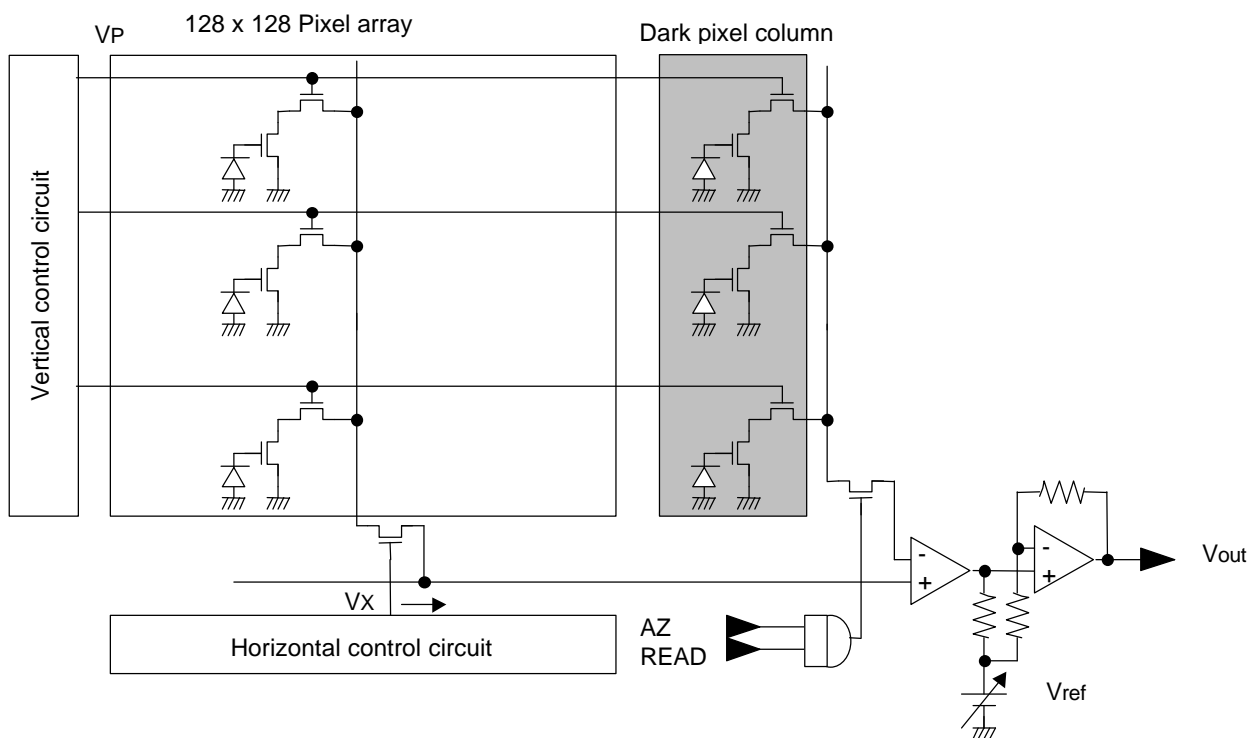 128 x 128 Pixel array
VP
Dark pixel column
Vertical control circuit
-
+
-
+
Vout
VX
Horizontal control circuit
AZ
READ
Vref